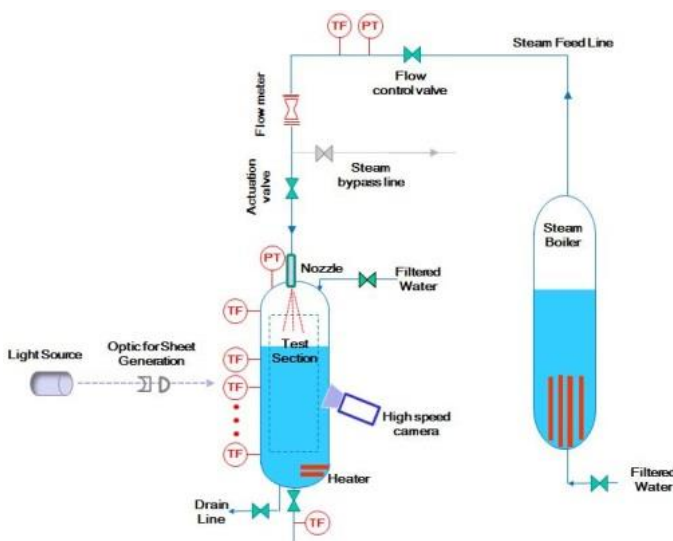 TF
PT
Steam Feed Line
Flow
control valve
Flow meter
Steam
bypass line
Actuation
valve
Steam
Boiler
PT
Nozzle
Filtered
Water
TF
Test
Section
Light Source
Optic for Sheet
Generation
TF
TF
High speed
camera
TF
Heater
Filtered
Water
Drain
Line
TF